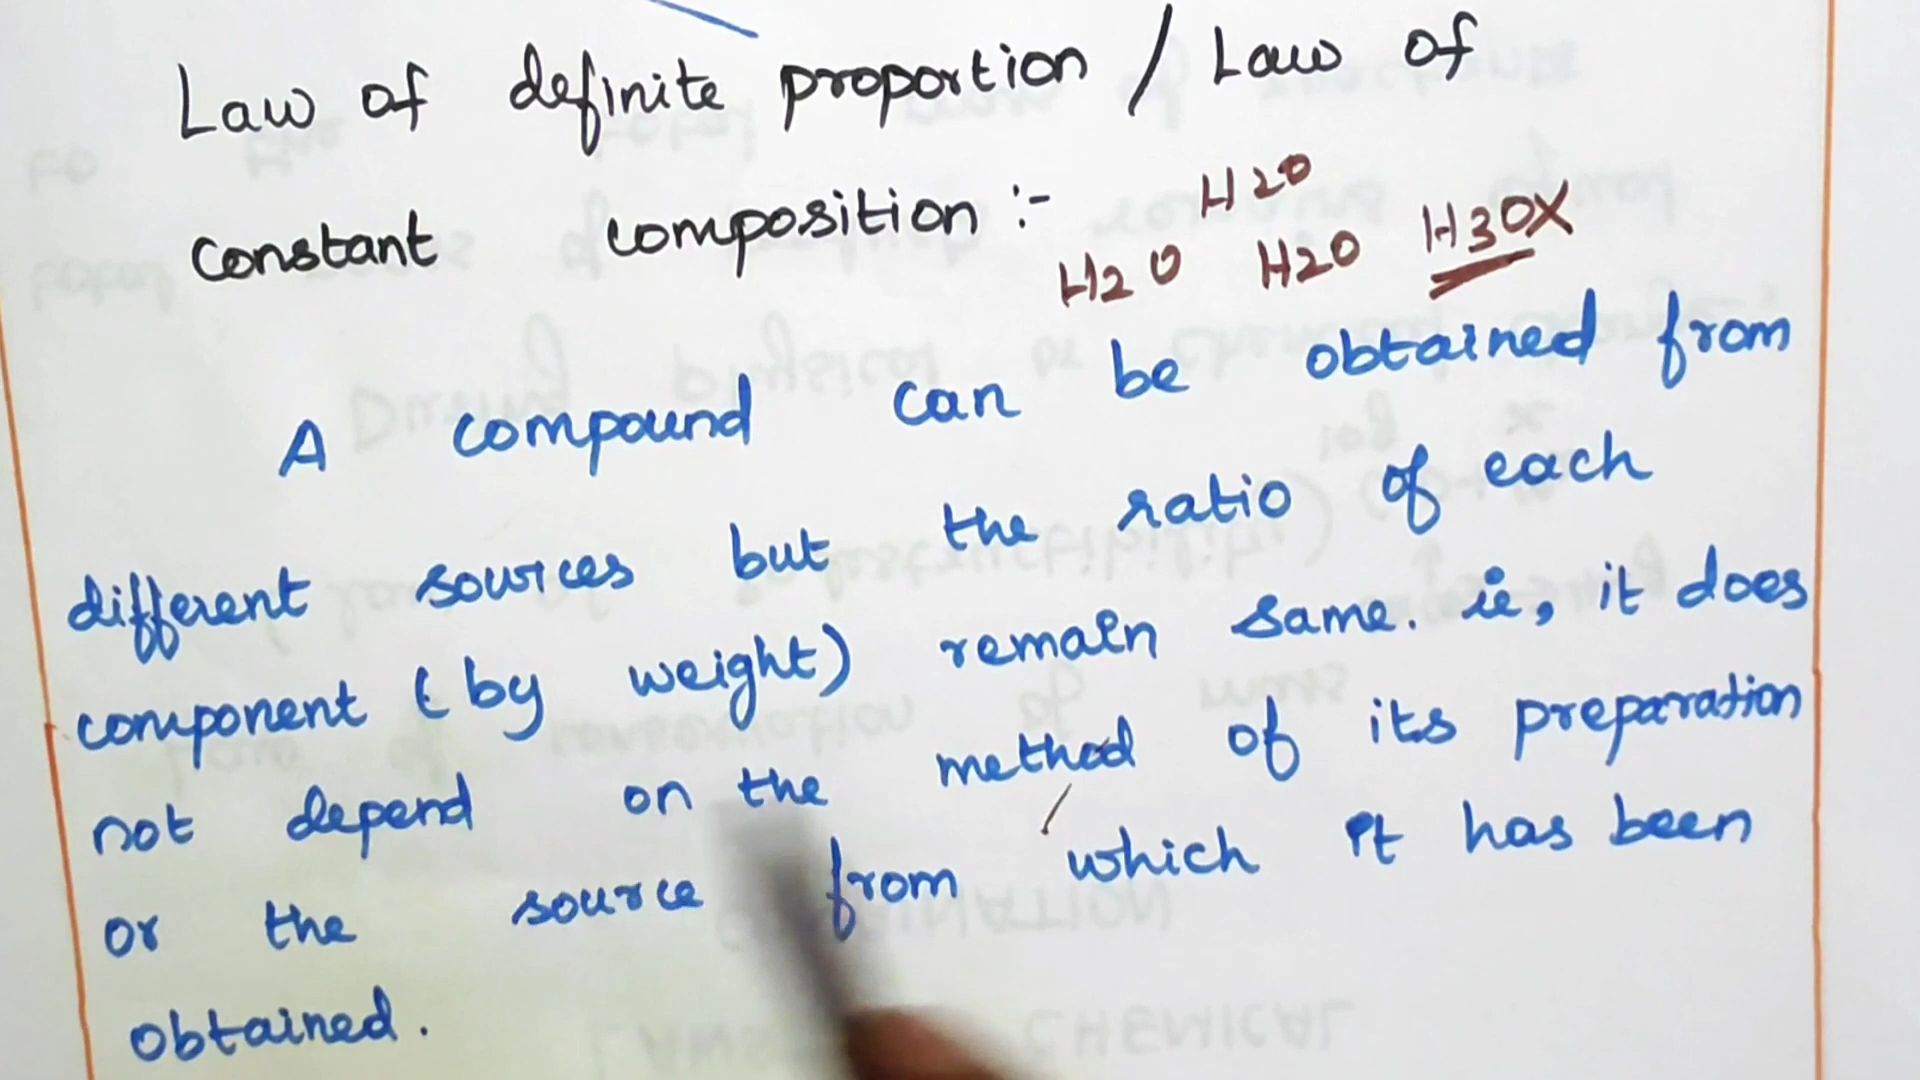 Law of definite proportion / Law of
constant composition :-
H2O
H2O H2O H3OX
A compound can be obtained from
different sources but the ratio of each
component (by weight) remain same. ie, it does
not depend on the method of its preparation
or the source from which it has been
obtained.